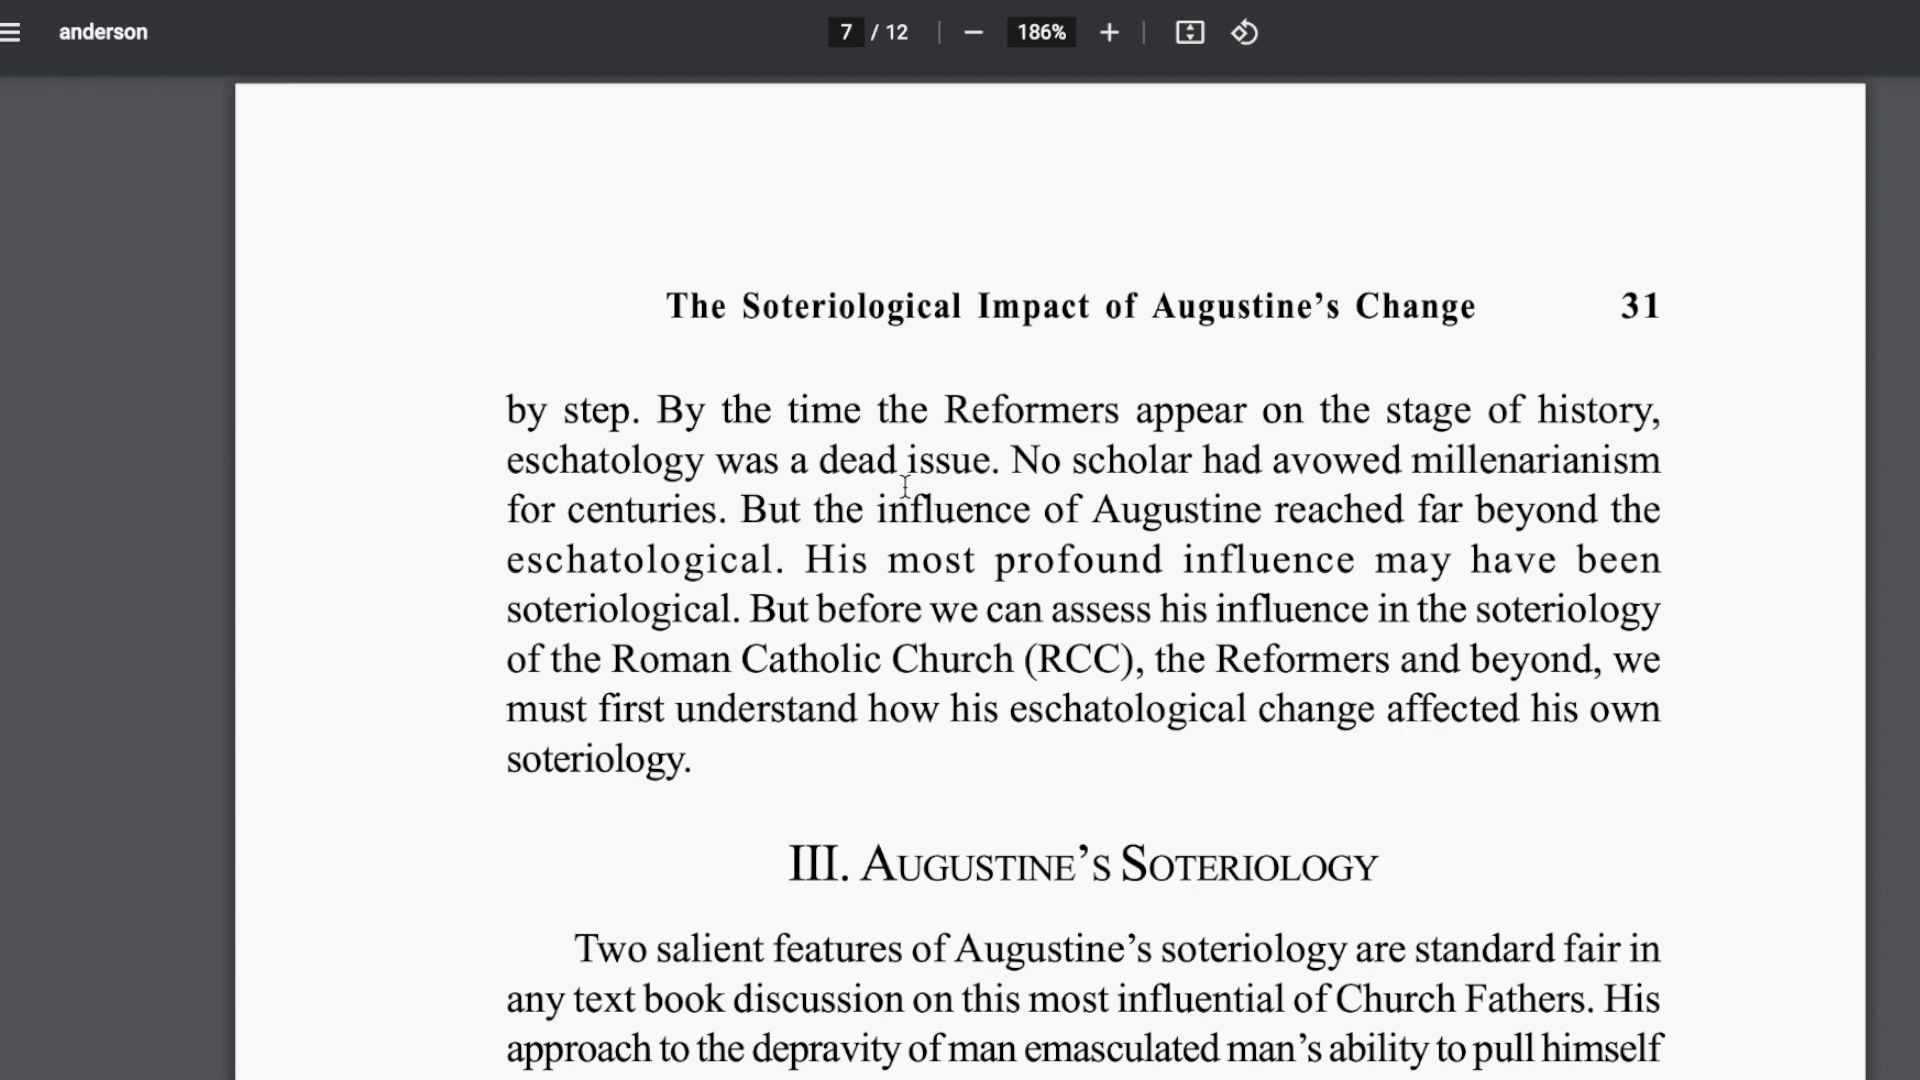 anderson
7 / 12
186%
The Soteriological Impact of Augustine’s Change 31
by step. By the time the Reformers appear on the stage of history,
eschatology was a dead issue. No scholar had avowed millenarianism
for centuries. But the influence of Augustine reached far beyond the
eschatological. His most profound influence may have been
soteriological. But before we can assess his influence in the soteriology
of the Roman Catholic Church (RCC), the Reformers and beyond, we
must first understand how his eschatological change affected his own
soteriology.
III. Augustine’s Soteriology
Two salient features of Augustine’s soteriology are standard fair in
any text book discussion on this most influential of Church Fathers. His
approach to the depravity of man emasculated man’s ability to pull himself